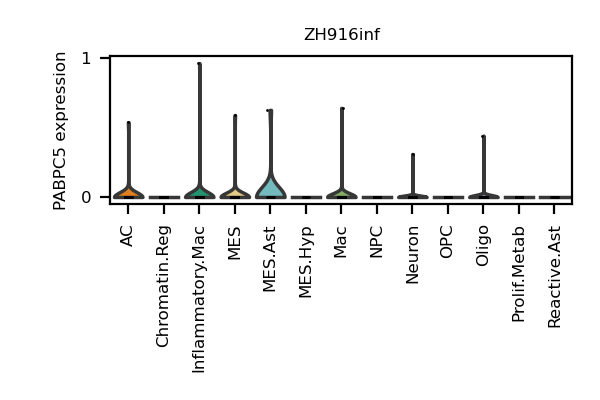 ZH916inf
PABPC5 expression
1
0
AC
Chromatin.Reg
Inflammatory.Mac
MES
MES.Ast
MES.Hyp
Mac
NPC
Neuron
OPC
Oligo
Prolif.Metab
Reactive.Ast